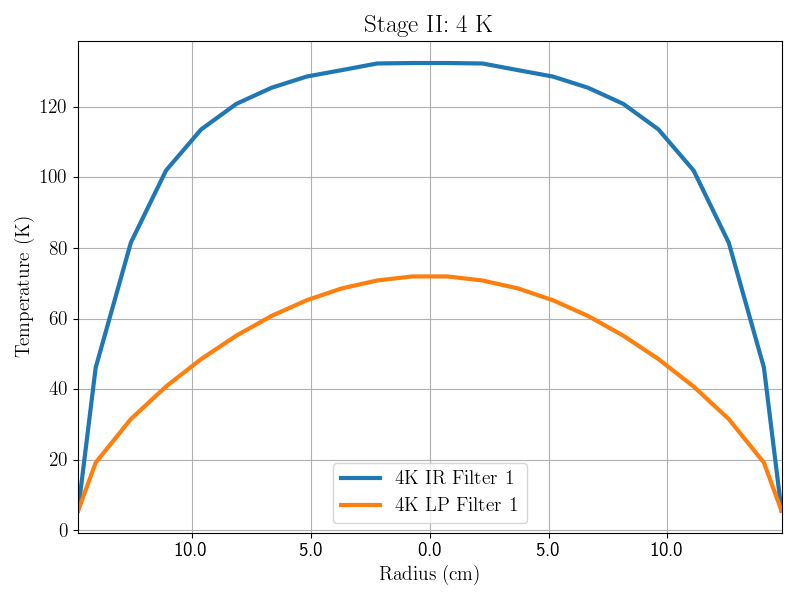 Stage II: 4 K
Temperature (K)
120
100
80
60
40
20
0
4K IR Filter 1
4K LP Filter 1
10.0 5.0 0.0 5.0 10.0
Radius (cm)